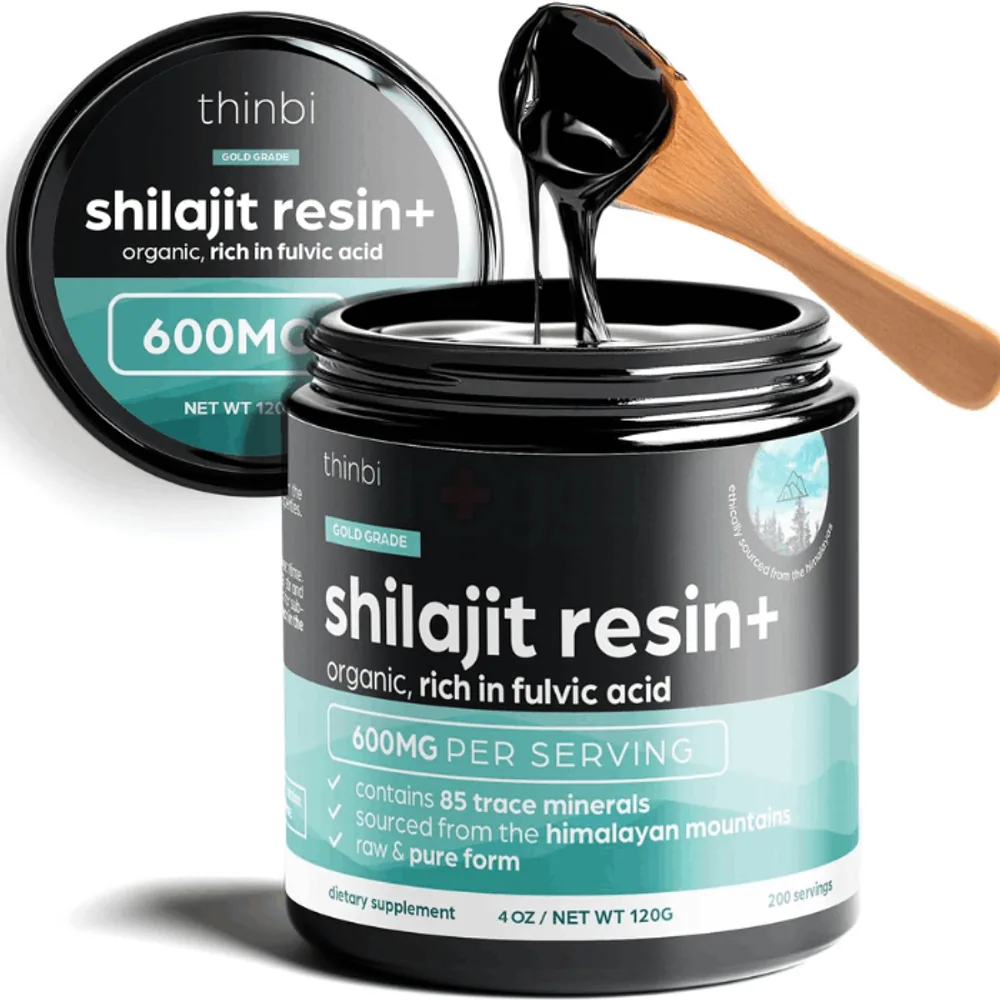 thinbi
GOLD GRADE
shilajit resin+
organic, rich in fulvic acid
600M
NET WT 120
thinbi
GOLD GRADE
ethically sourced from the himalayas
shilajit resin+
organic, rich in fulvic acid
600MG PER SERVING
contains 85 trace minerals
sourced from the himalayan mountains
raw & pure form
dietary supplement
4 OZ / NET WT 120G
200 servings